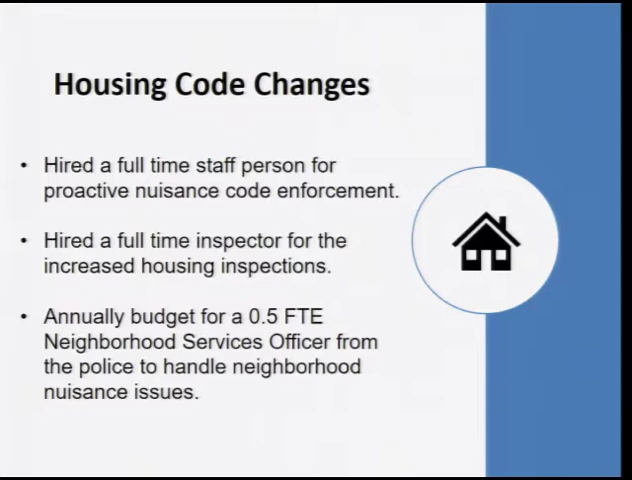 Housing Code Changes
• Hired a full time staff person for
proactive nuisance code enforcement.
• Hired a full time inspector for the
increased housing inspections.
• Annually budget for a 0.5 FTE
Neighborhood Services Officer from
the police to handle neighborhood
nuisance issues.